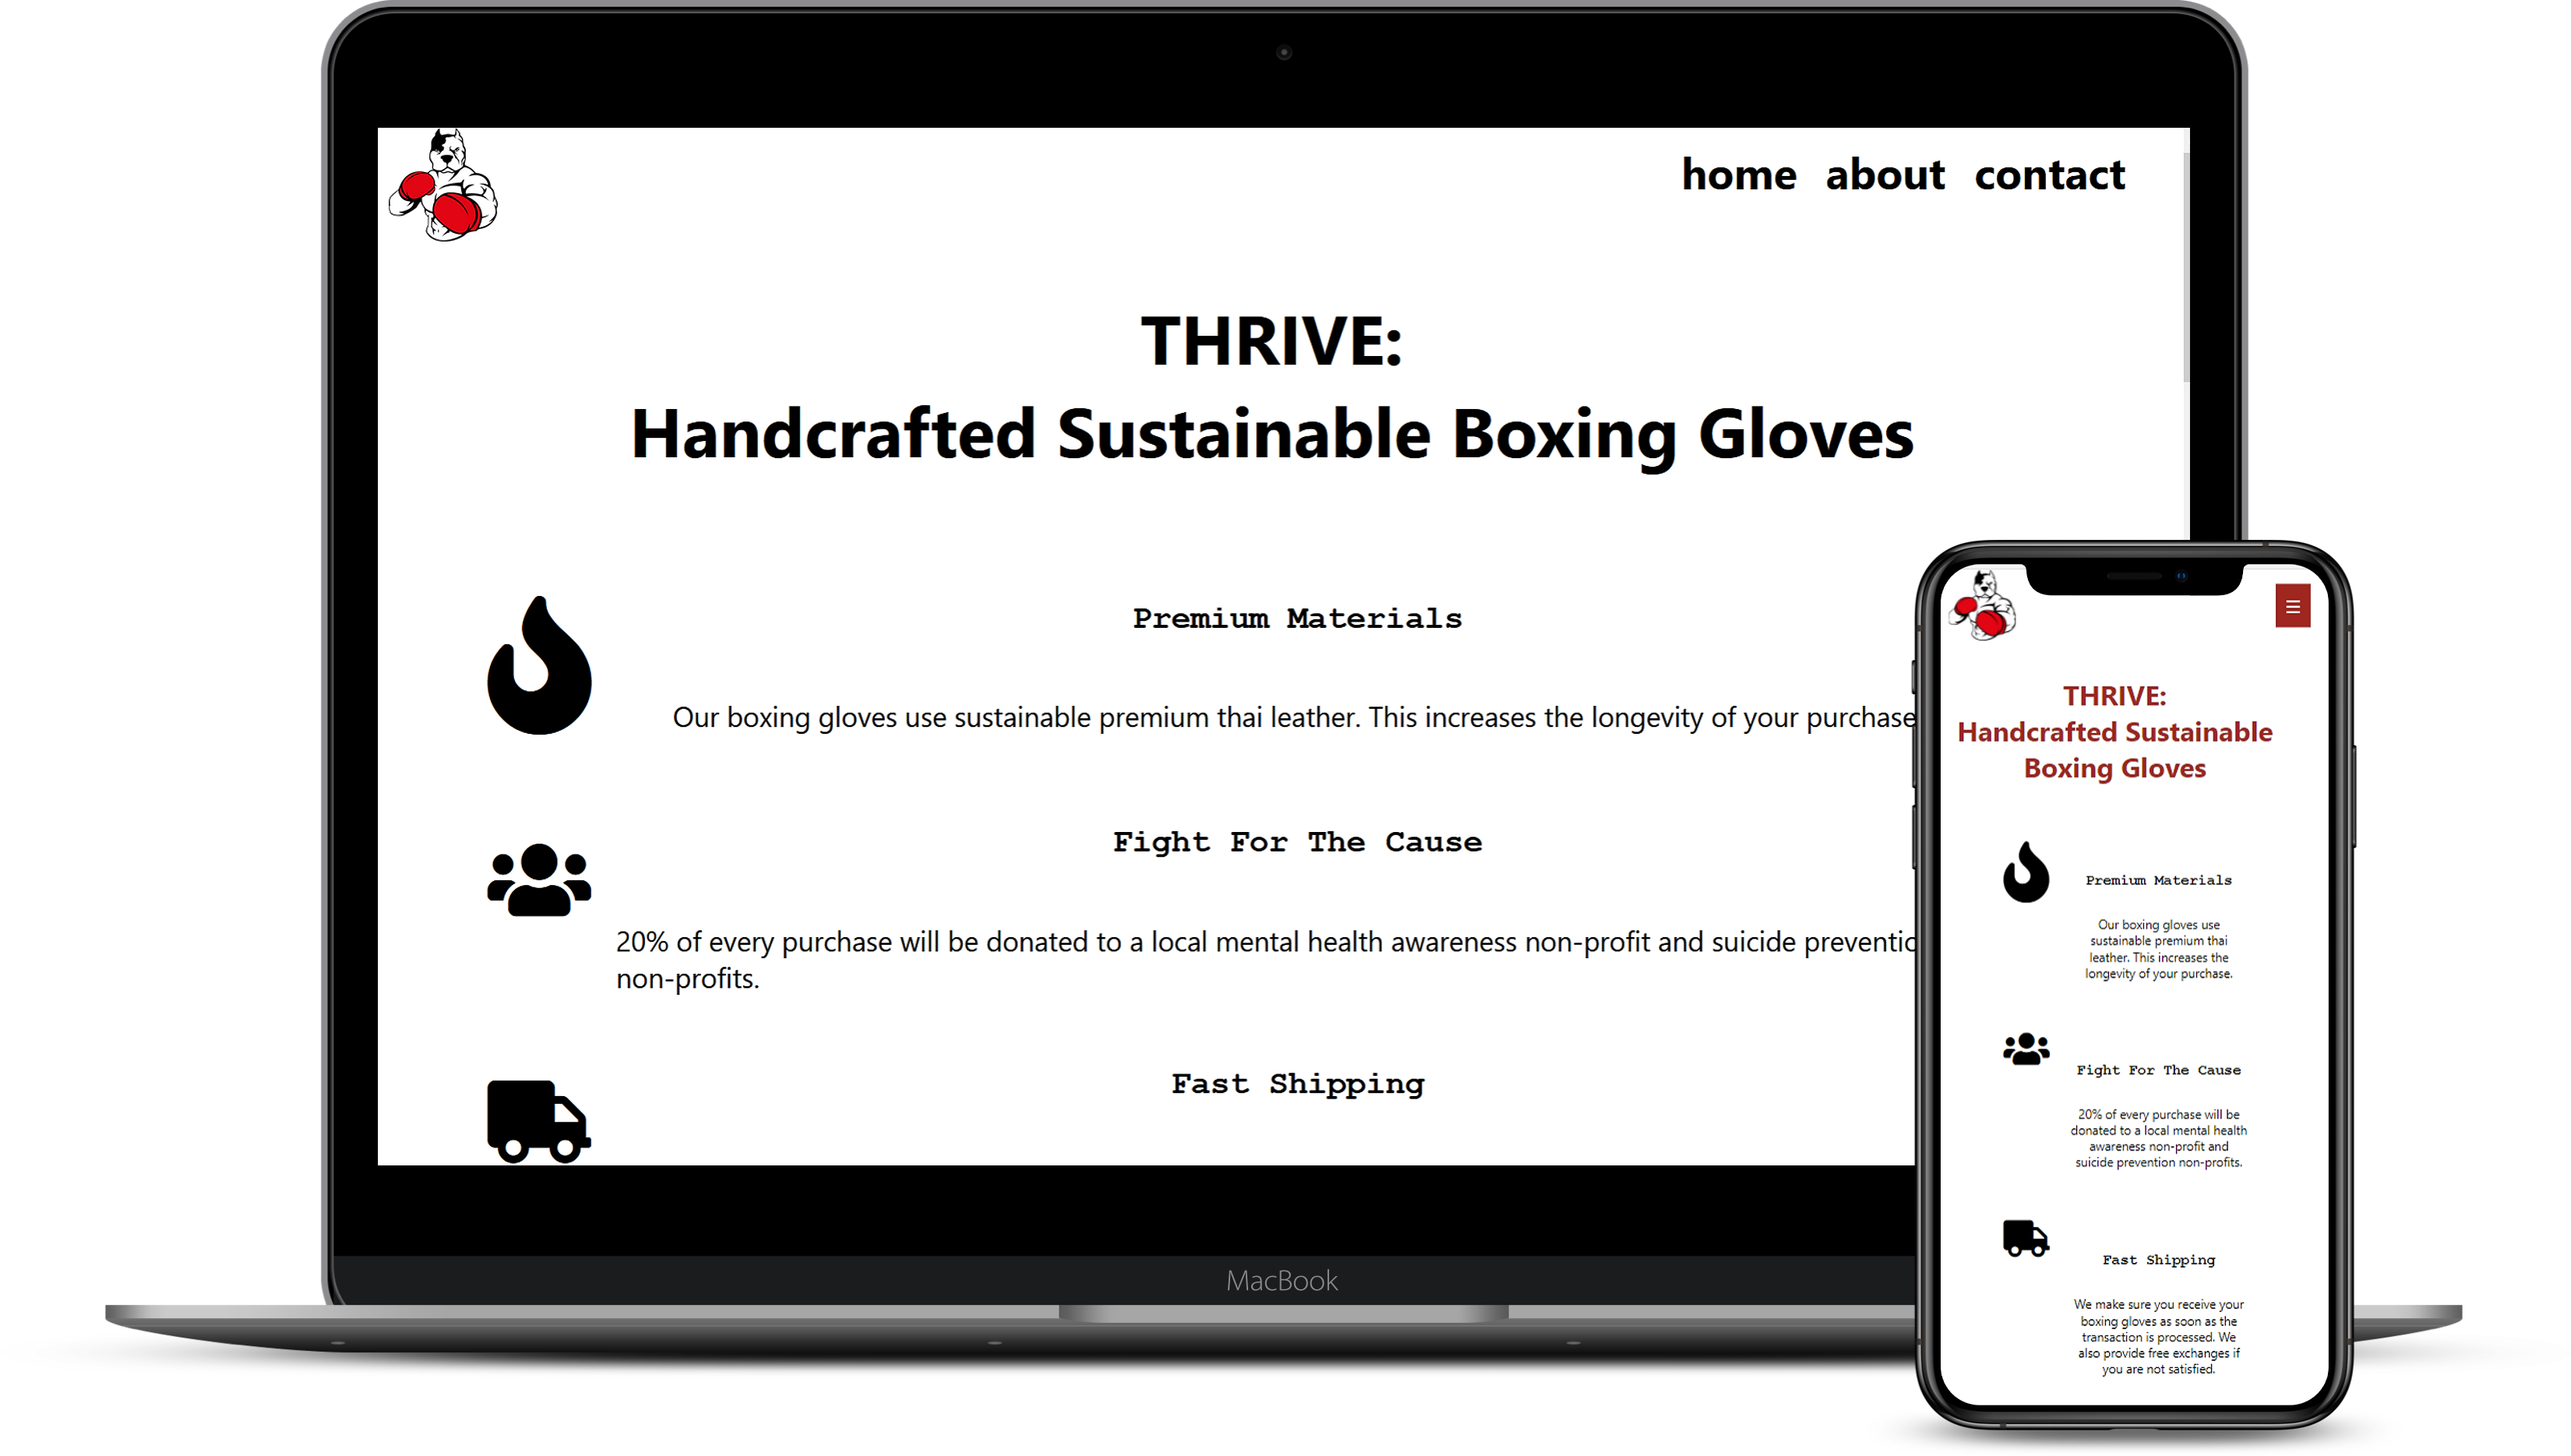 home about contact
THRIVE:
Handcrafted Sustainable Boxing Gloves
Premium Materials
Our boxing gloves use sustainable premium thai leather. This increases the longevity of your purchase
Fight For The Cause
20% of every purchase will be donated to a local mental health awareness non-profit and suicide preventio
non-profits.
Fast Shipping
MacBook
THRIVE:
Handcrafted Sustainable
Boxing Gloves
Premium Materials
Our boxing gloves use
sustainable premium thai
leather. This increases the
longevity of your purchase.
Fight For The Cause
20% of every purchase will be
donated to a local mental health
awareness non-profit and
suicide prevention non-profits.
Fast Shipping
We make sure you receive your
boxing gloves as soon as the
transaction is processed. We
also provide free exchanges if
you are not satisfied.